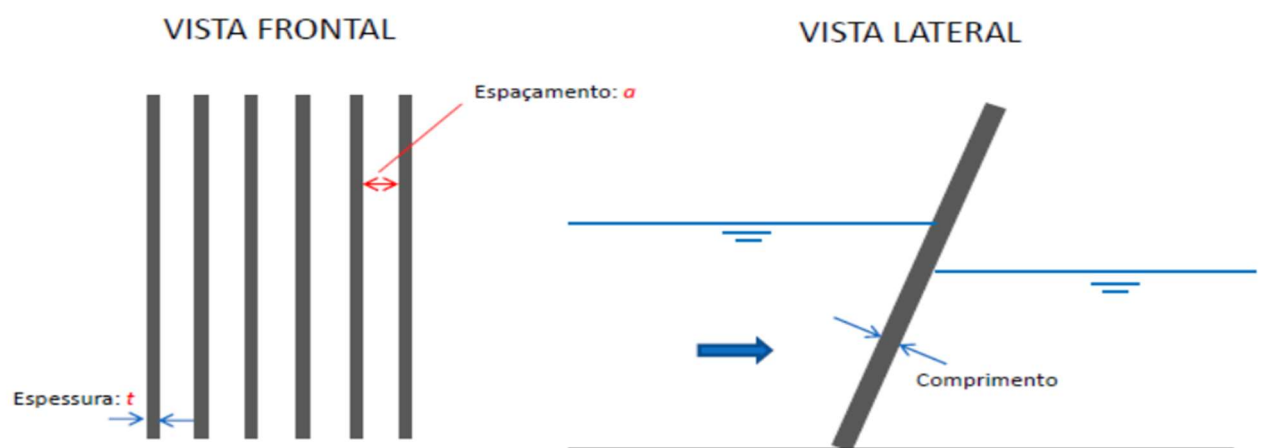 VISTA FRONTAL
VISTA LATERAL
Espaçamento: a
Comprimento
Espessura: t